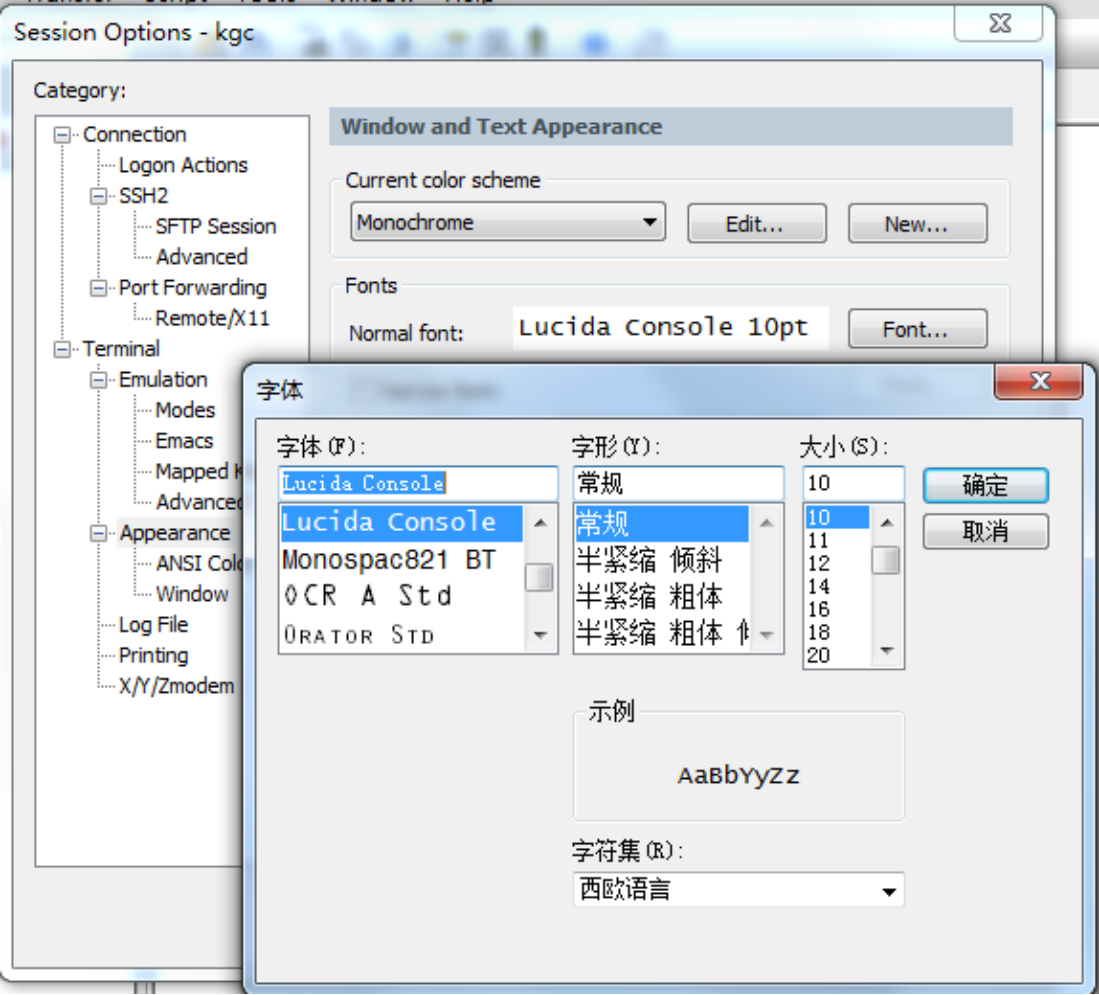 Transfer Script Tools Window Help
Session Options - kgc
Category:
Connection
Logon Actions
SSH2
SFTP Session
Advanced
Port Forwarding
Remote/X11
Terminal
Emulation
Modes
Emacs
Mapped K
Advanced
Appearance
ANSI Colo
Window
Log File
Printing
X/Y/Zmodem
Window and Text Appearance
Current color scheme
Monochrome
Edit...
New...
Fonts
Normal font:
Lucida Console 10pt
Font...
字体
字体(F):
Lucida Console
Lucida Console
Monospac821 BT
OCR A Std
Orator Std
字形(Y):
常规
常规
半紧缩 倾斜
半紧缩 粗体
半紧缩 粗体
大小(S):
10
10
11
12
14
16
18
20
确定
取消
示例
AaBbYyZz
字符集(R):
西欧语言